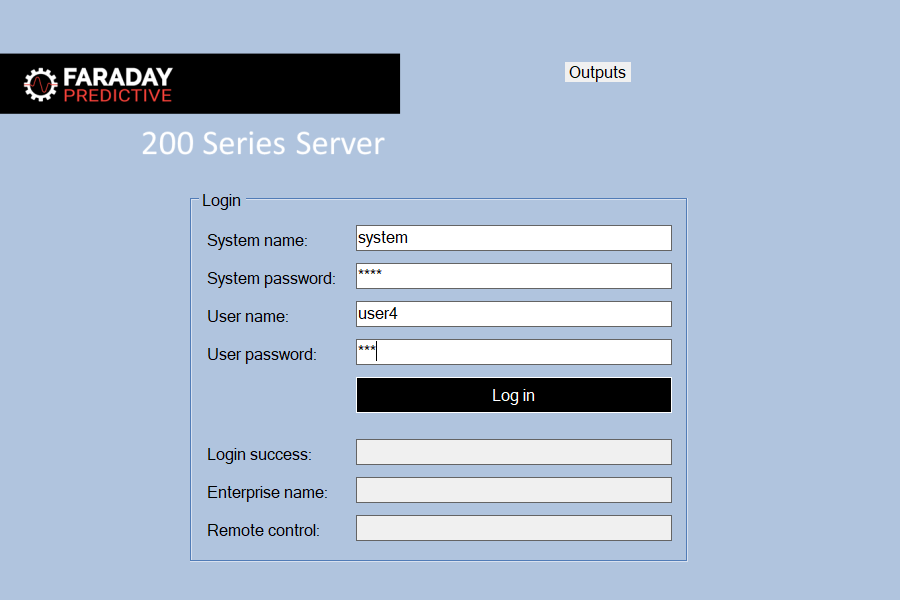 FARADAY
PREDICTIVE
Outputs
200 Series Server
Login
System name: system
System password: ****
User name: user4
User password: ***
Log in
Login success:
Enterprise name:
Remote control: